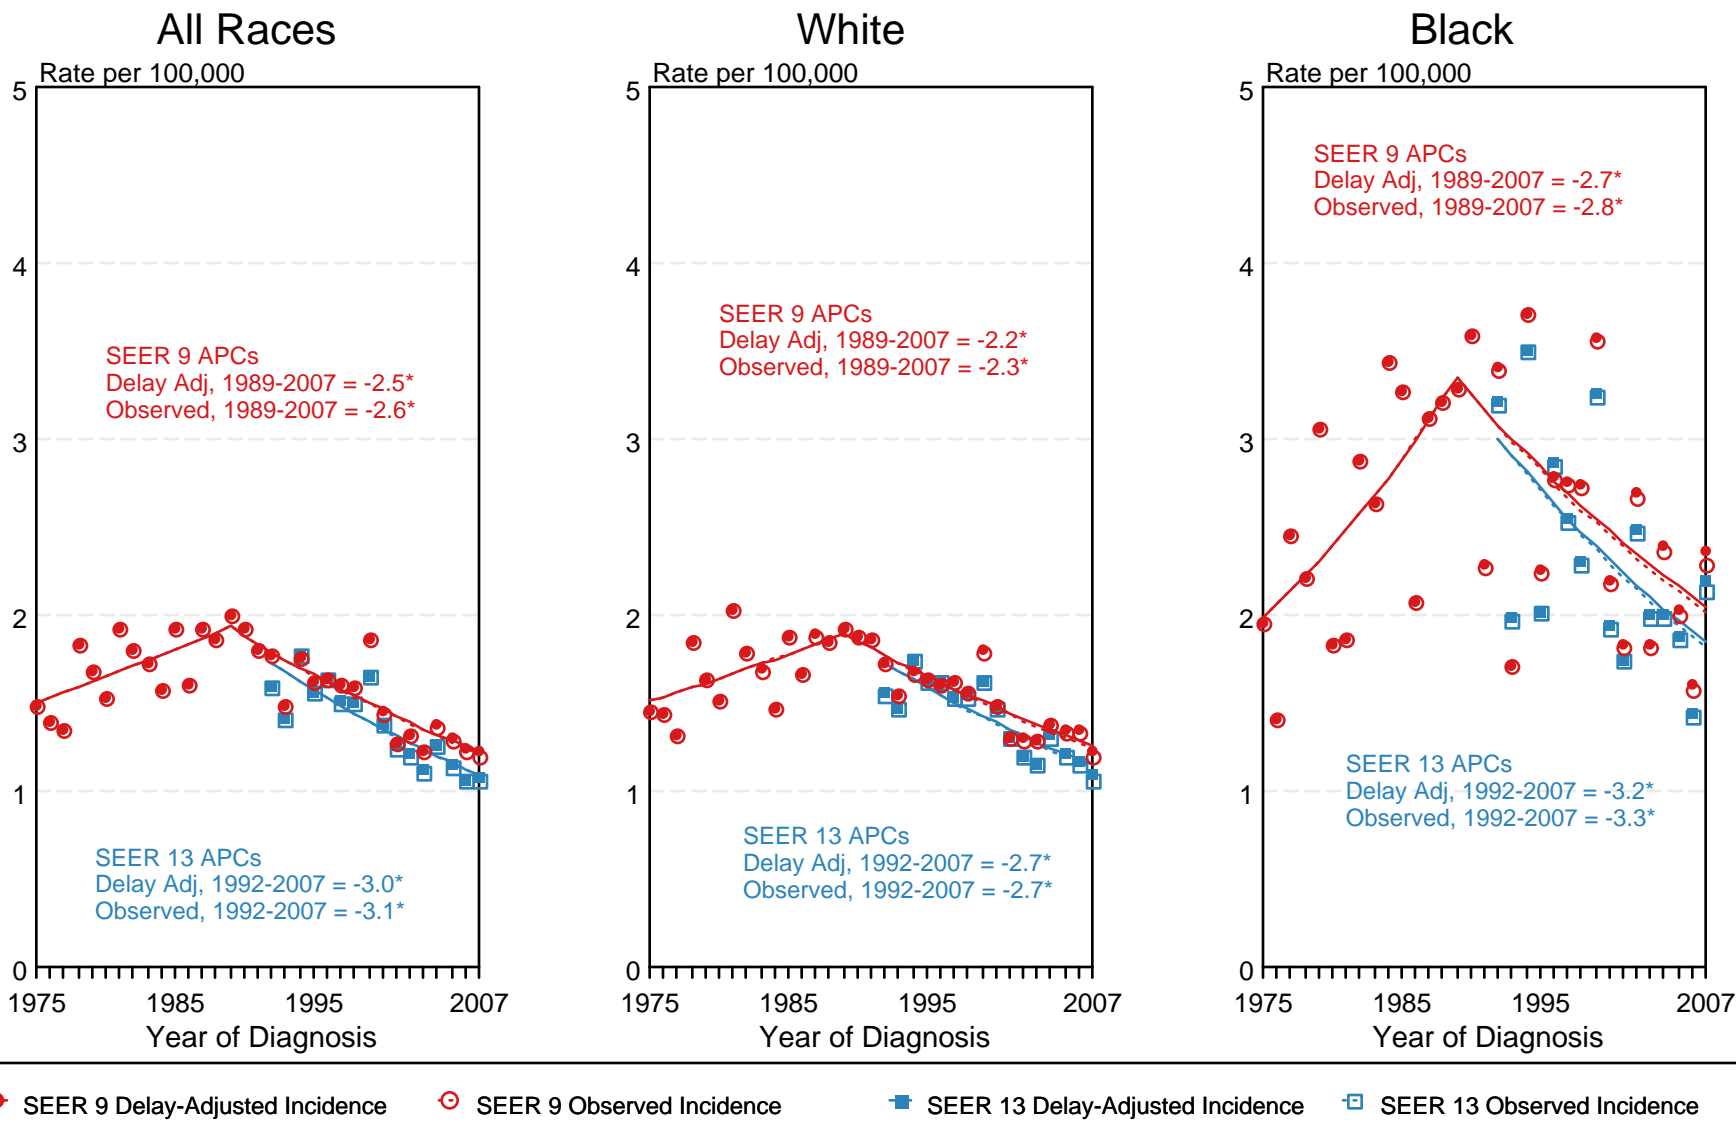 All Races
Rate per 100,000
5
4
3
2
1
0
SEER 9 APCs
Delay Adj, 1989-2007 = -2.5*
Observed, 1989-2007 = -2.6*
SEER 13 APCs
Delay Adj, 1992-2007 = -3.0*
Observed, 1992-2007 = -3.1*
1975 1985 1995 2007
Year of Diagnosis
White
Rate per 100,000
5
4
3
2
1
0
SEER 9 APCs
Delay Adj, 1989-2007 = -2.2*
Observed, 1989-2007 = -2.3*
SEER 13 APCs
Delay Adj, 1992-2007 = -2.7*
Observed, 1992-2007 = -2.7*
1975 1985 1995 2007
Year of Diagnosis
Black
Rate per 100,000
5
4
3
2
1
0
SEER 9 APCs
Delay Adj, 1989-2007 = -2.7*
Observed, 1989-2007 = -2.8*
SEER 13 APCs
Delay Adj, 1992-2007 = -3.2*
Observed, 1992-2007 = -3.3*
1975 1985 1995 2007
Year of Diagnosis
SEER 9 Delay-Adjusted Incidence SEER 9 Observed Incidence SEER 13 Delay-Adjusted Incidence SEER 13 Observed Incidence